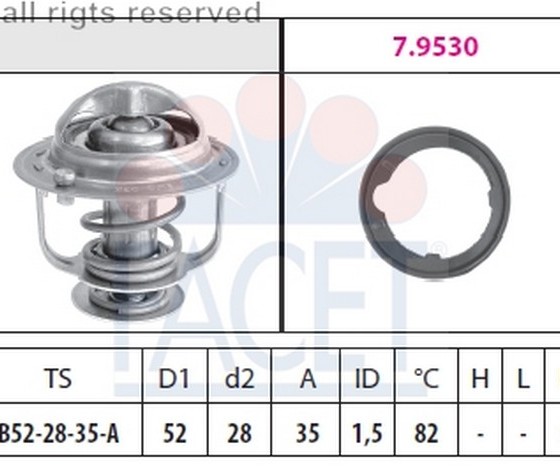 all rigts reserved
7.9530
FACET
®
TS D1 d2 A ID °C H L
B52-28-35-A 52 28 35 1,5 82 - -